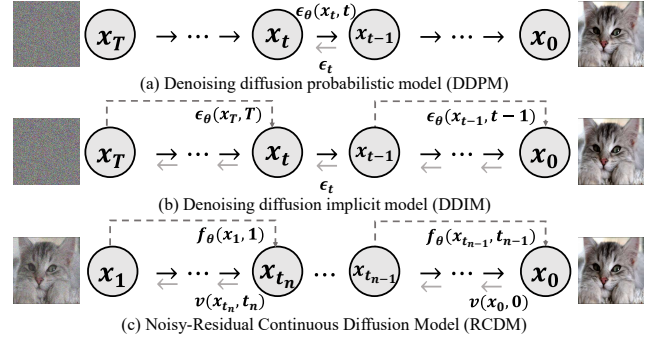 ϵ_θ(x_t, t)
x_T → ⋯ → x_t → x_{t−1} → ⋯ → x_0
ϵ_t
(a) Denoising diffusion probabilistic model (DDPM)
ϵ_θ(x_T, T) ϵ_θ(x_{t−1}, t−1)
x_T → ⋯ → x_t → x_{t−1} → ⋯ → x_0
ϵ_t
(b) Denoising diffusion implicit model (DDIM)
f_θ(x_1, 1) f_θ(x_{t_{n−1}}, t_{n−1})
x_1 → ⋯ → x_{t_n} ⋯ x_{t_{n−1}} → ⋯ → x_0
v(x_{t_n}, t_n) v(x_0, 0)
(c) Noisy-Residual Continuous Diffusion Model (RCDM)